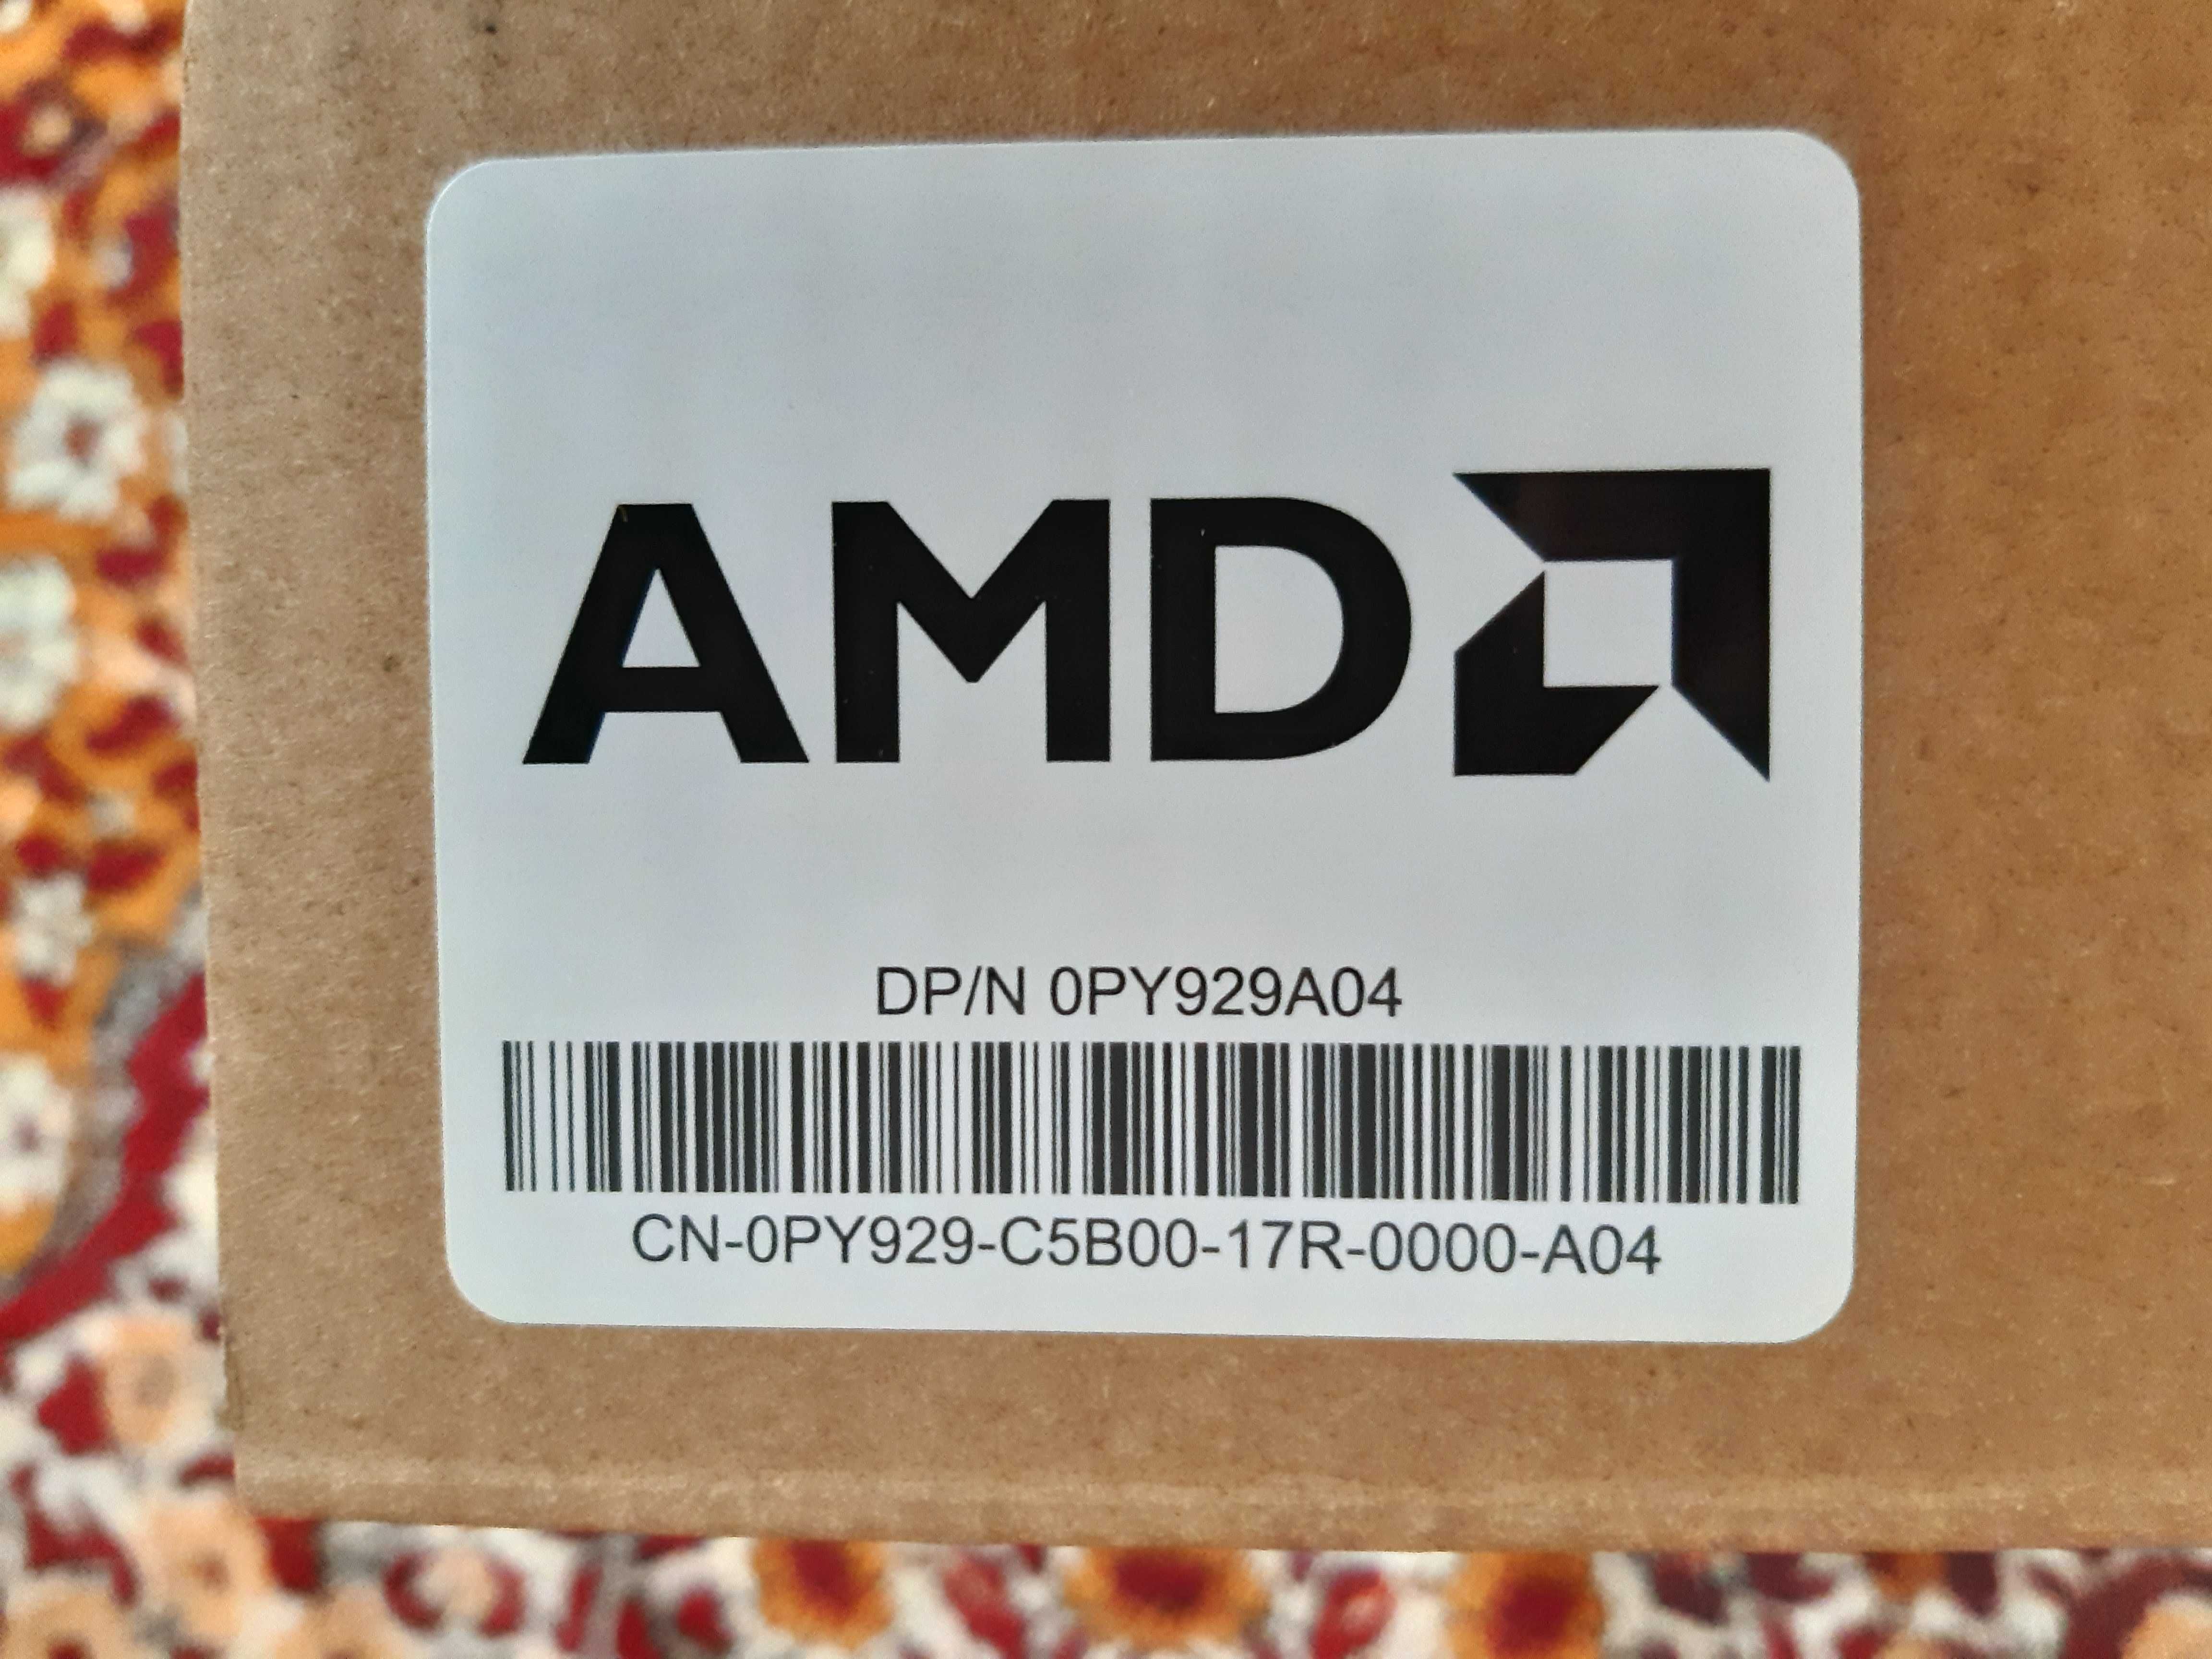 AMD
DP/N 0PY929A04
CN-0PY929-C5B00-17R-0000-A04